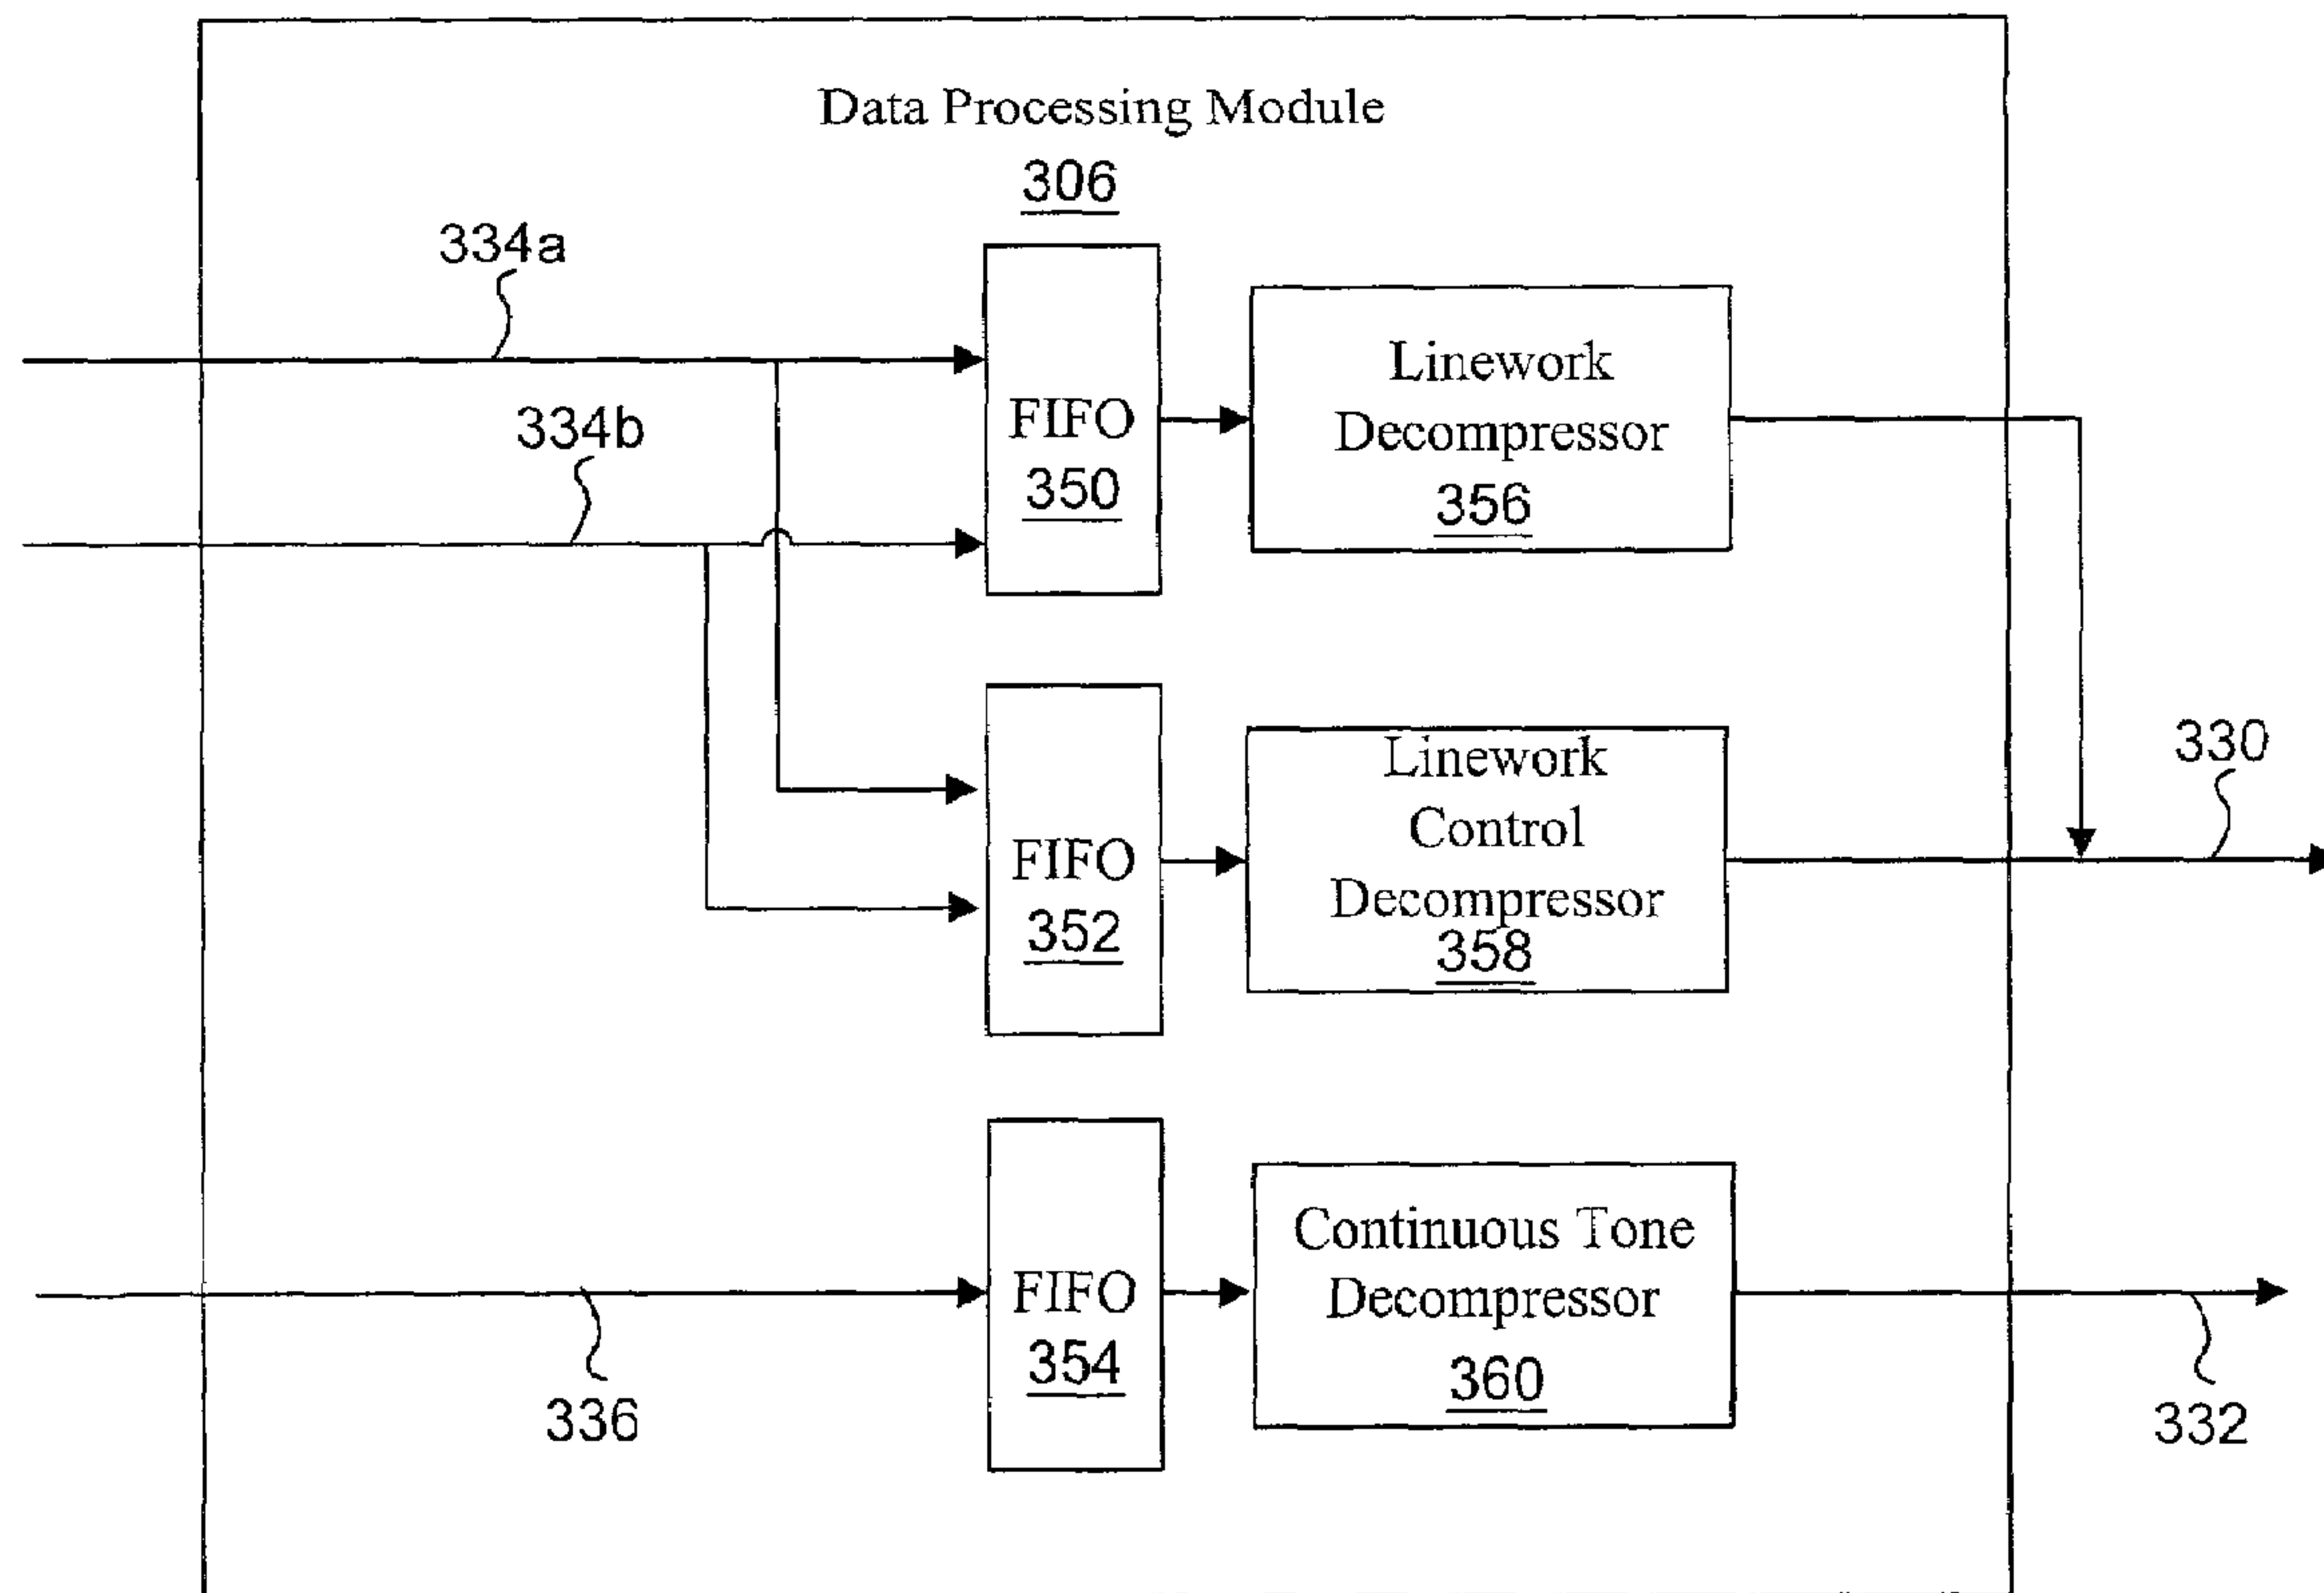 Data Processing Module
306
334a
334b
FIFO
350
Linework
Decompressor
356
FIFO
352
Linework
Control
Decompressor
358
330
FIFO
354
Continuous Tone
Decompressor
360
336
332